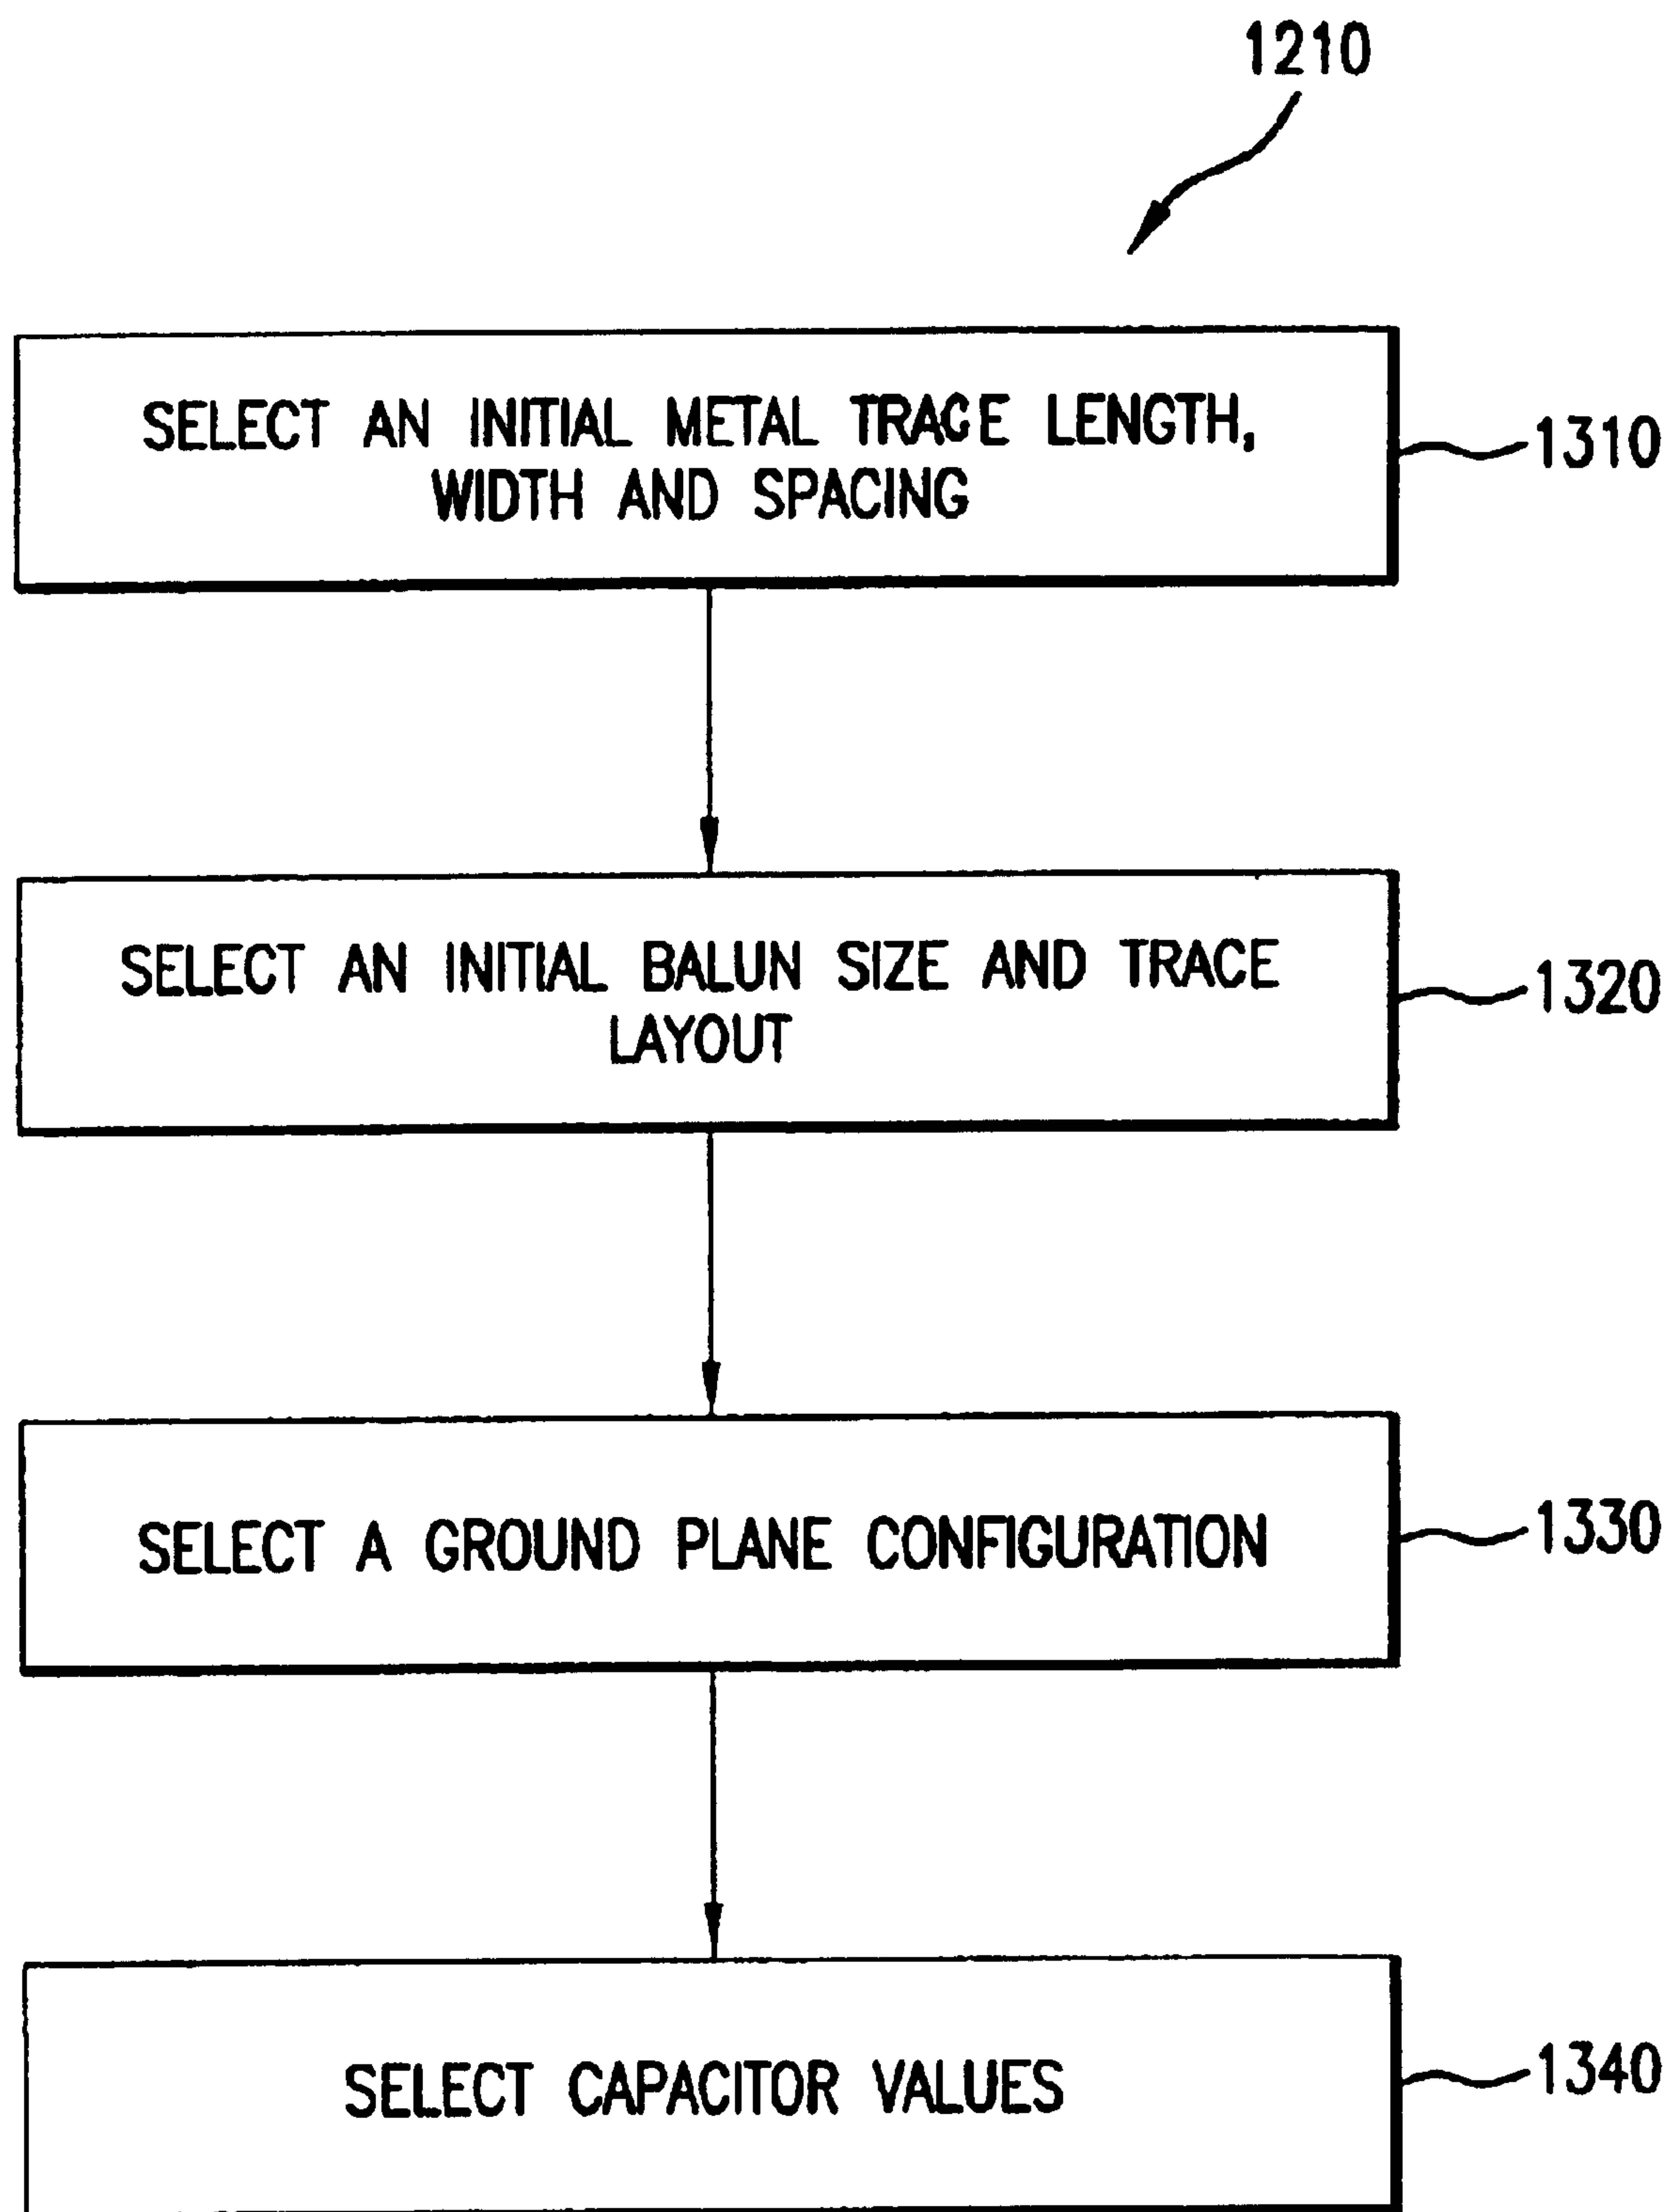 1210
SELECT AN INITIAL METAL TRACE LENGTH,
WIDTH AND SPACING
1310
SELECT AN INITIAL BALUN SIZE AND TRACE
LAYOUT
1320
SELECT A GROUND PLANE CONFIGURATION
1330
SELECT CAPACITOR VALUES
1340